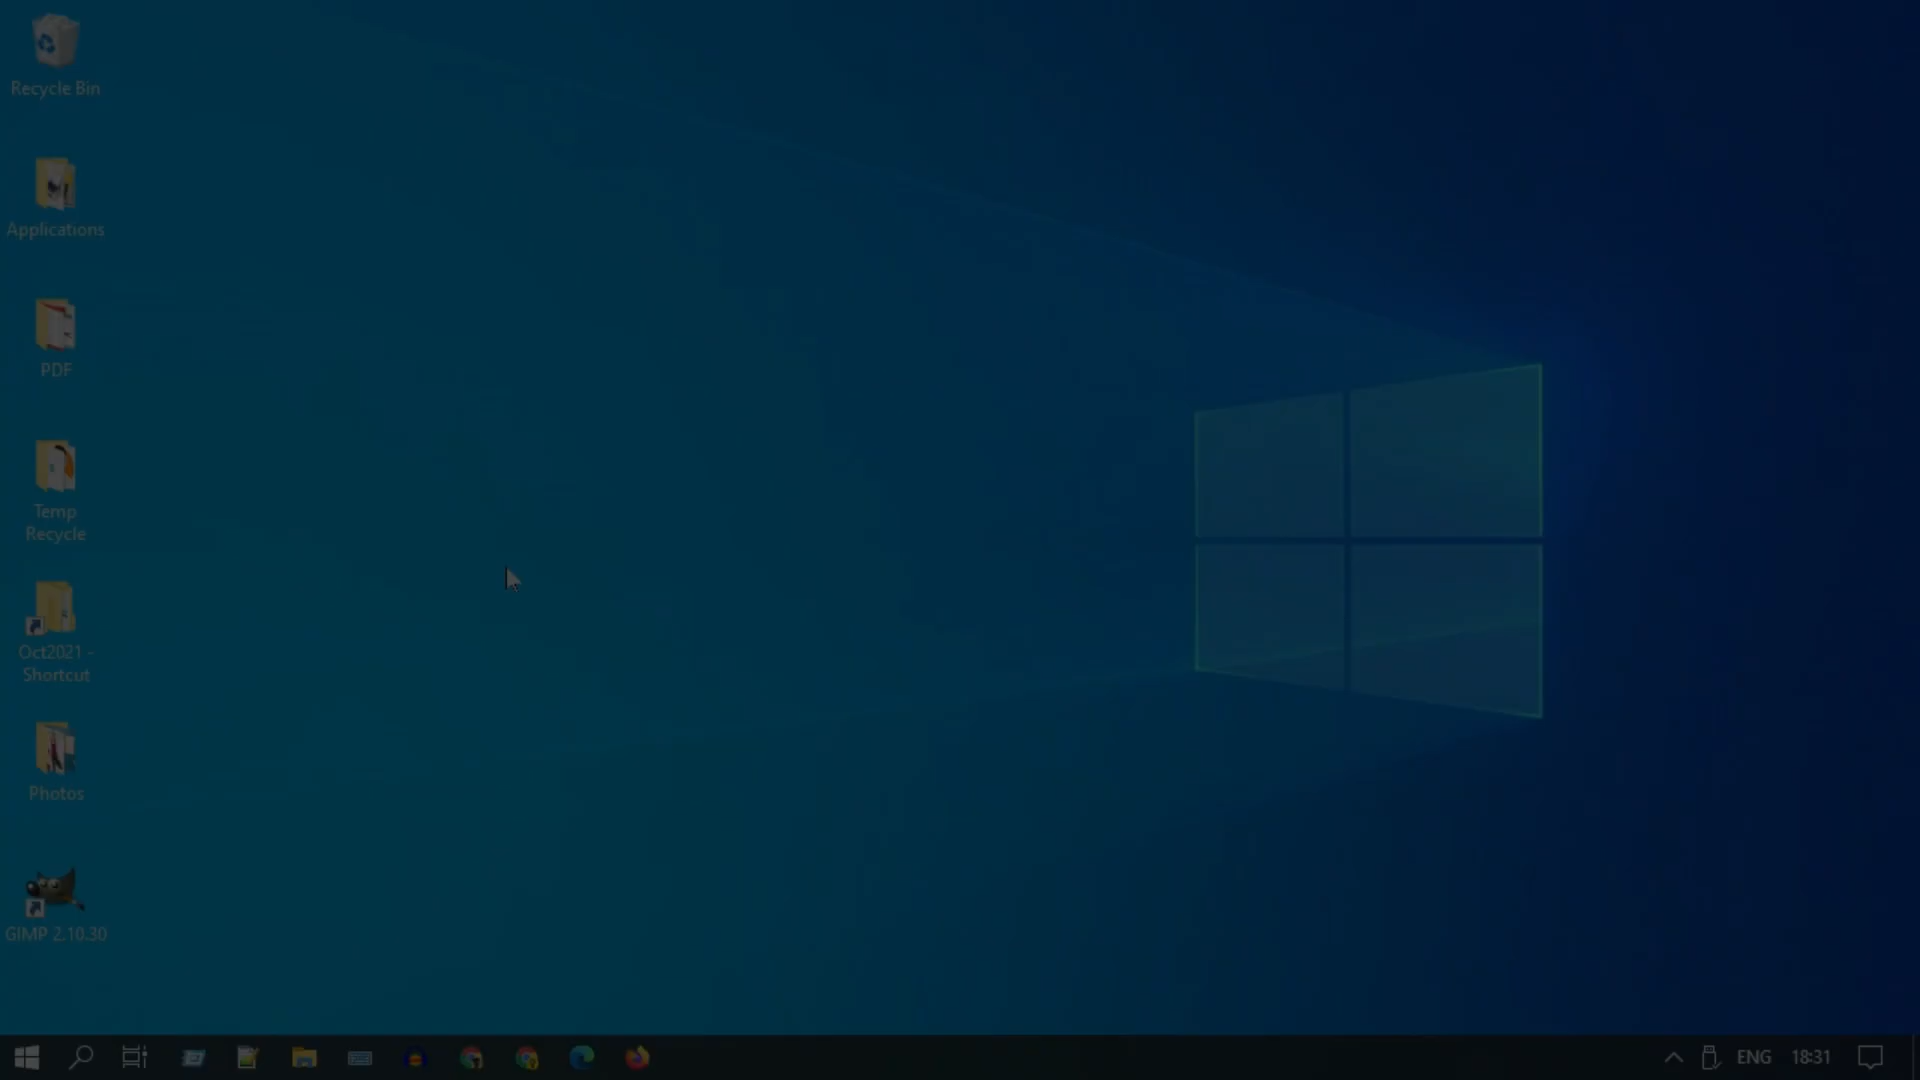 Recycle Bin
Applications
PDF
Temp
Recycle
Oct2021 -
Shortcut
Photos
GIMP 2.10.30
ENG
18:31